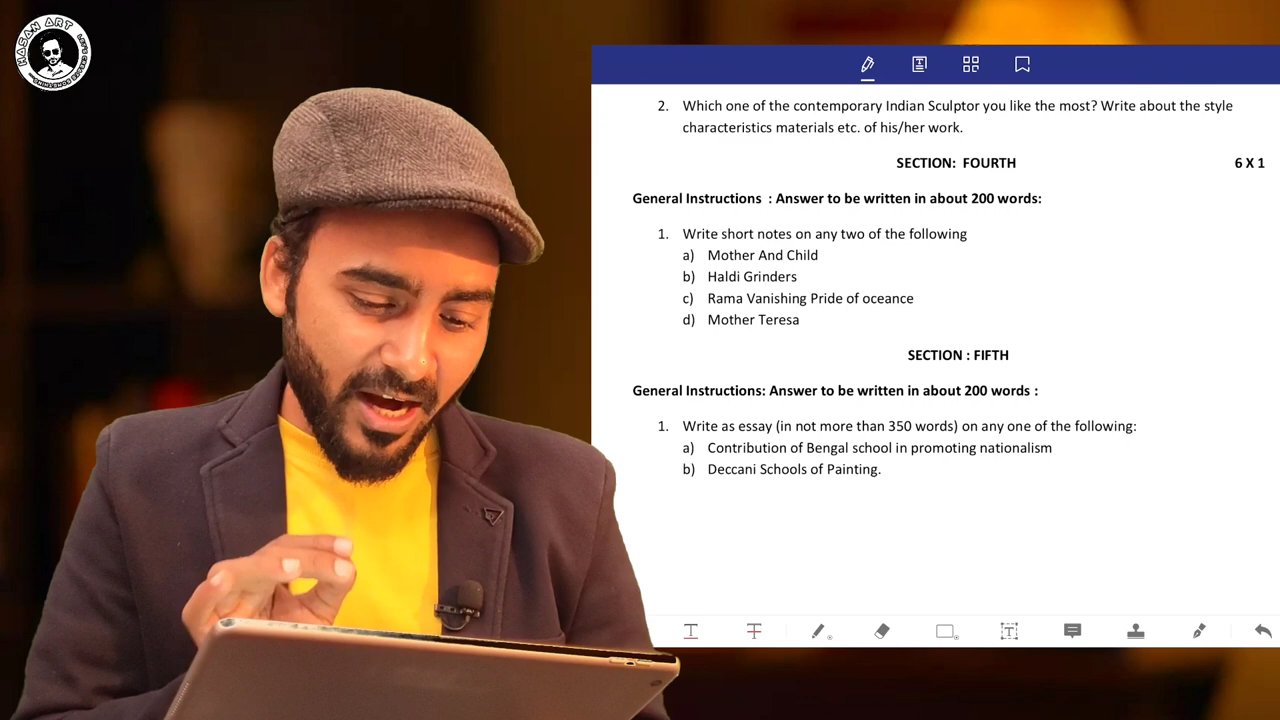 HASAN ART
2. Which one of the contemporary Indian Sculptor you like the most? Write about the style
characteristics materials etc. of his/her work.
SECTION: FOURTH 6 X 1
General Instructions : Answer to be written in about 200 words:
1. Write short notes on any two of the following
a) Mother And Child
b) Haldi Grinders
c) Rama Vanishing Pride of oceance
d) Mother Teresa
SECTION : FIFTH
General Instructions: Answer to be written in about 200 words :
1. Write as essay (in not more than 350 words) on any one of the following:
a) Contribution of Bengal school in promoting nationalism
b) Deccani Schools of Painting.